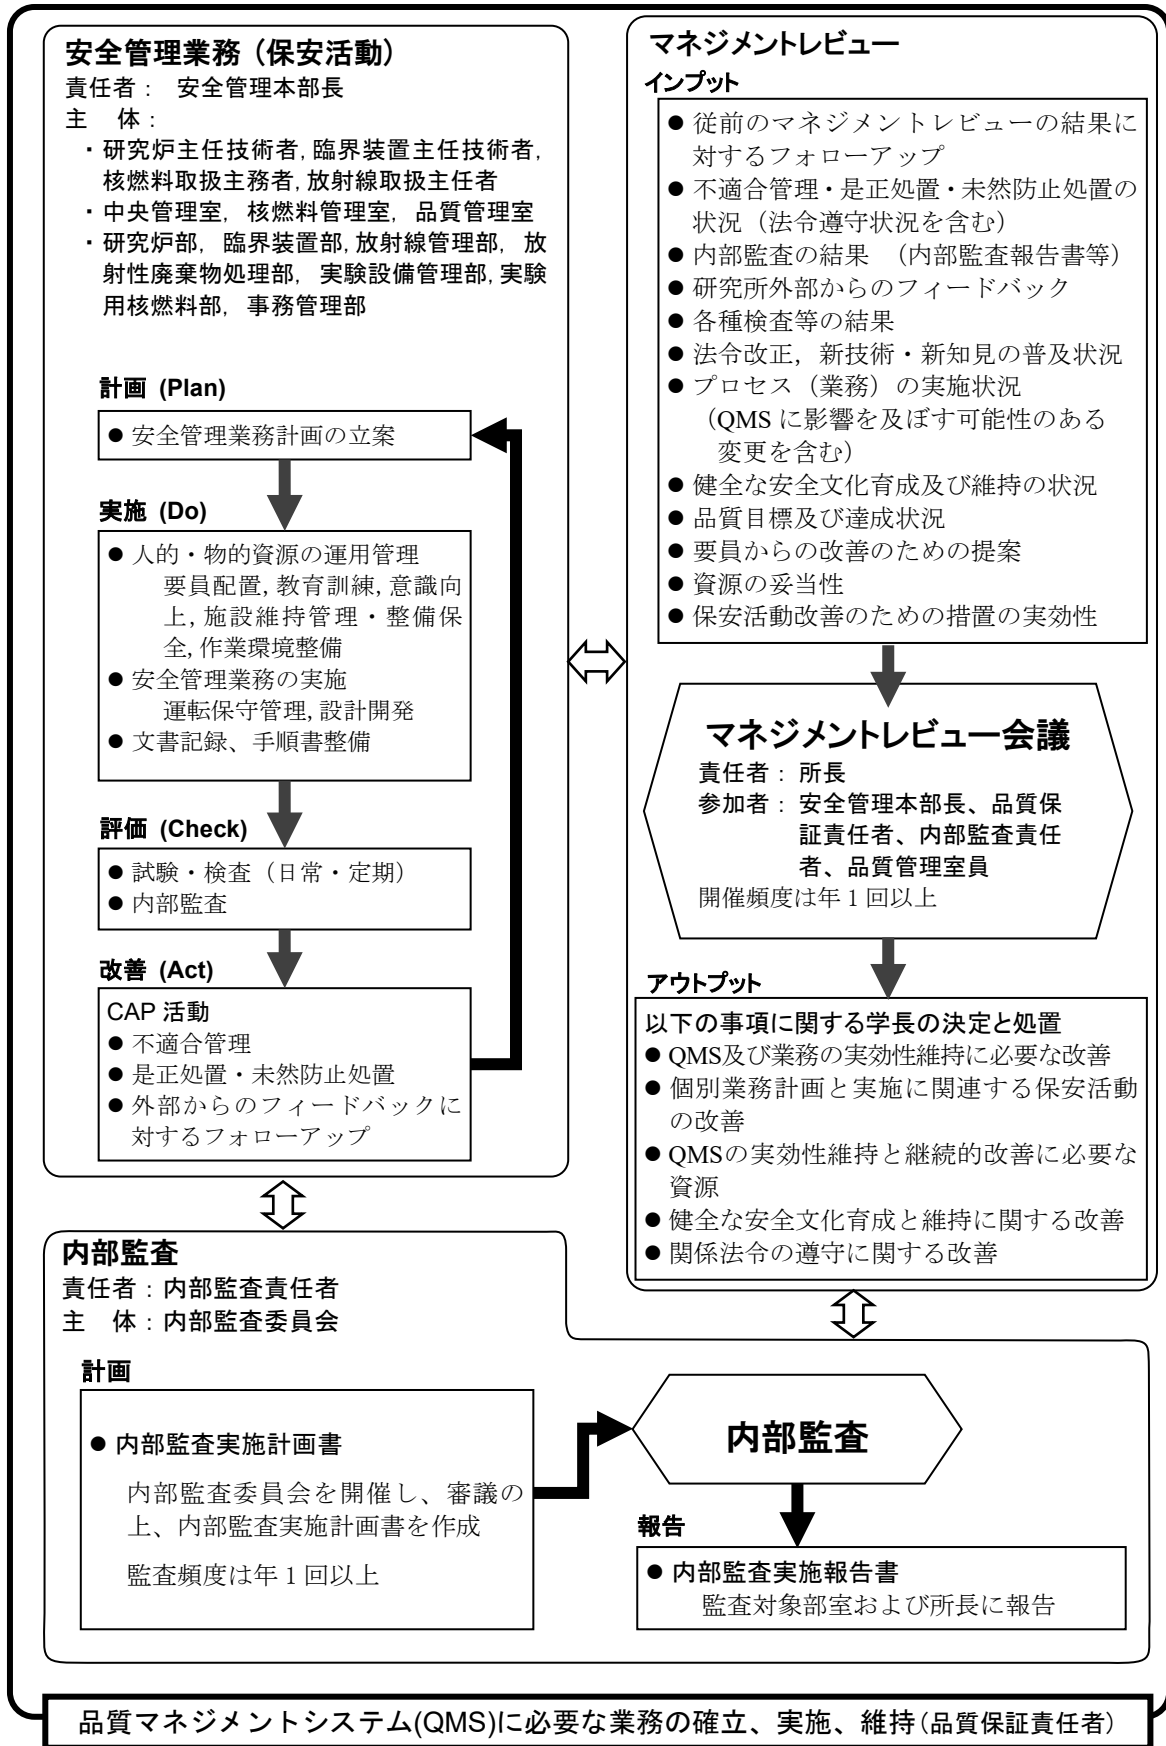 安全管理業務（保安活動）
責任者： 安全管理本部長
主　体：
・研究炉主任技術者, 臨界装置主任技術者,
核燃料取扱主務者, 放射線取扱主任者
・中央管理室, 核燃料管理室, 品質管理室
・研究炉部, 臨界装置部, 放射線管理部, 放
射性廃棄物処理部, 実験設備管理部, 実験
用核燃料部, 事務管理部
計画 (Plan)
● 安全管理業務計画の立案
実施 (Do)
● 人的・物的資源の運用管理
要員配置, 教育訓練, 意識向
上, 施設維持管理・整備保
全, 作業環境整備
● 安全管理業務の実施
運転保守管理, 設計開発
● 文書記録、手順書整備
評価 (Check)
● 試験・検査（日常・定期）
● 内部監査
改善 (Act)
CAP 活動
● 不適合管理
● 是正処置・未然防止処置
● 外部からのフィードバックに
対するフォローアップ
マネジメントレビュー
インプット
● 従前のマネジメントレビューの結果に
対するフォローアップ
● 不適合管理・是正処置・未然防止処置の
状況（法令遵守状況を含む）
● 内部監査の結果 （内部監査報告書等）
● 研究所外部からのフィードバック
● 各種検査等の結果
● 法令改正, 新技術・新知見の普及状況
● プロセス（業務）の実施状況
（QMS に影響を及ぼす可能性のある
変更を含む）
● 健全な安全文化育成及び維持の状況
● 品質目標及び達成状況
● 要員からの改善のための提案
● 資源の妥当性
● 保安活動改善のための措置の実効性
マネジメントレビュー会議
責任者： 所長
参加者： 安全管理本部長、品質保
証責任者、内部監査責任
者、品質管理室員
開催頻度は年 1 回以上
アウトプット
以下の事項に関する学長の決定と処置
● QMS及び業務の実効性維持に必要な改善
● 個別業務計画と実施に関連する保安活動
の改善
● QMSの実効性維持と継続的改善に必要な
資源
● 健全な安全文化育成と維持に関する改善
● 関係法令の遵守に関する改善
内部監査
責任者：内部監査責任者
主　体：内部監査委員会
計画
● 内部監査実施計画書
内部監査委員会を開催し、審議の
上、内部監査実施計画書を作成
監査頻度は年 1 回以上
内部監査
報告
● 内部監査実施報告書
監査対象部室および所長に報告
品質マネジメントシステム(QMS)に必要な業務の確立、実施、維持(品質保証責任者)